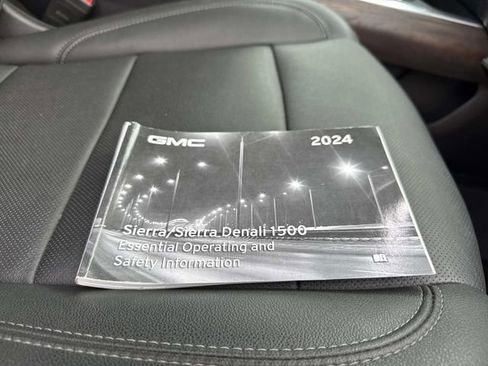 GMC 2024
Sierra/Sierra Denali 1500
Essential Operating and
Safety Information